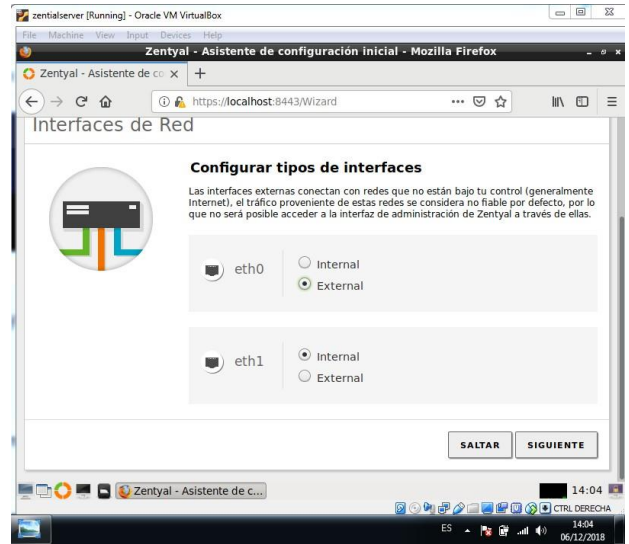 zentialserver [Running] - Oracle VM VirtualBox
File Machine View Input Devices Help
Zentyal - Asistente de configuración inicial - Mozilla Firefox
Zentyal - Asistente de co
https://localhost:8443/Wizard
Interfaces de Red
Configurar tipos de interfaces
Las interfaces externas conectan con redes que no están bajo tu control (generalmente
Internet), el tráfico proveniente de estas redes se considera no fiable por defecto, por lo
que no será posible acceder a la interfaz de administración de Zentyal a través de ellas.
eth0
Internal
External
eth1
Internal
External
SALTAR SIGUIENTE
Zentyal - Asistente de c...
14:04
CTRL DERECHA
ES
14:04
06/12/2018